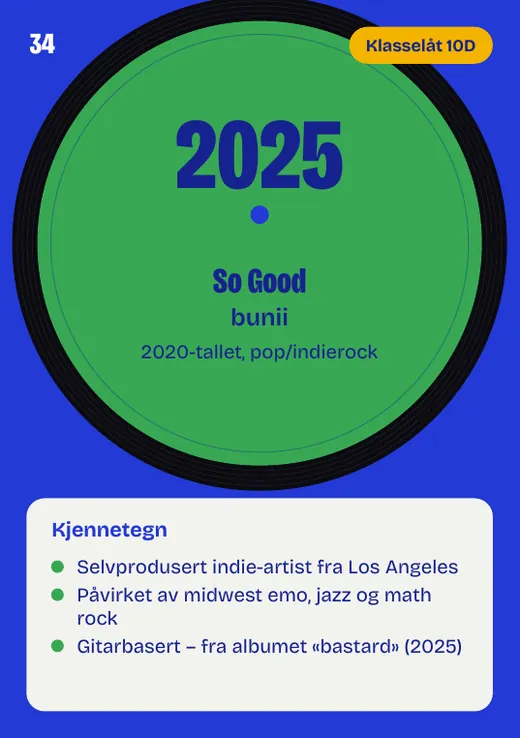 34
Klasselåt 10D
2025
So Good
bunii
2020-tallet, pop/indierock
Kjennetegn
Selvprodusert indie-artist fra Los Angeles
Påvirket av midwest emo, jazz og math
rock
Gitarbasert – fra albumet «bastard» (2025)